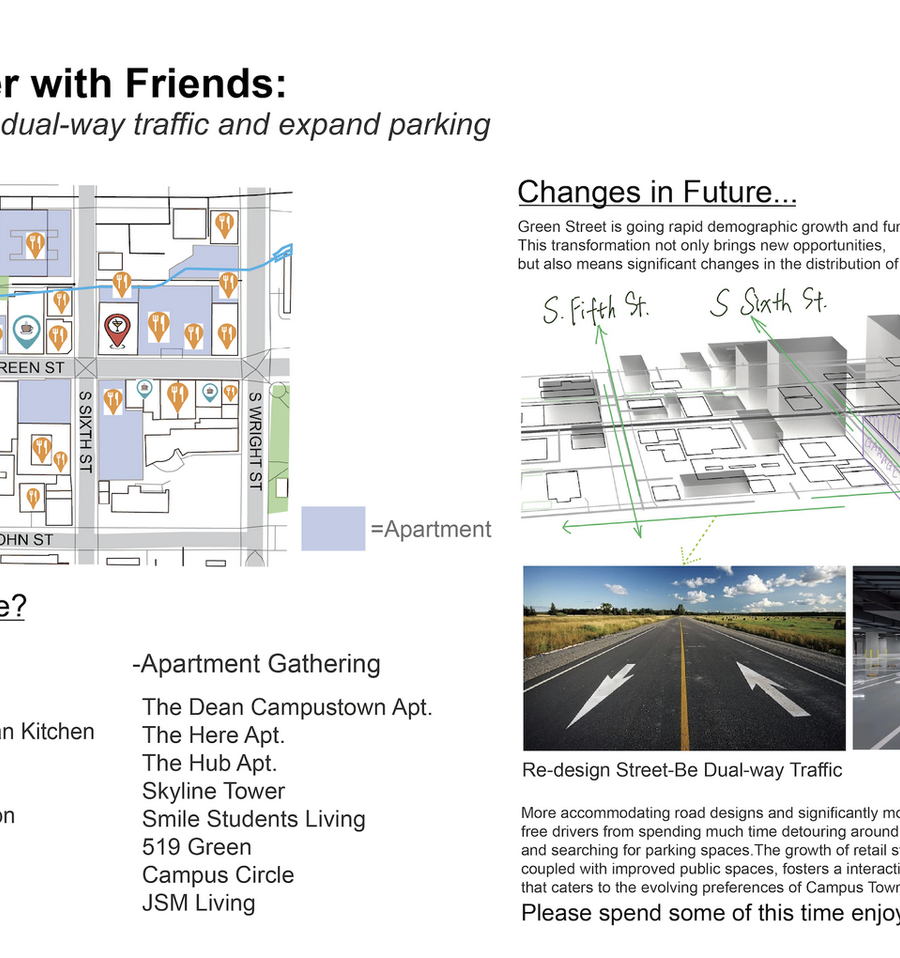 er with Friends:
dual-way traffic and expand parking
REEN ST
S SIXTH ST
S WRIGHT ST
OHN ST
=Apartment
e?
an Kitchen
on
-Apartment Gathering
The Dean Campustown Apt.
The Here Apt.
The Hub Apt.
Skyline Tower
Smile Students Living
519 Green
Campus Circle
JSM Living
Changes in Future...
Green Street is going rapid demographic growth and fun
This transformation not only brings new opportunities,
but also means significant changes in the distribution of
S. Fifth St.
S Sixth St.
Re-design Street-Be Dual-way Traffic
More accommodating road designs and significantly mo
free drivers from spending much time detouring around
and searching for parking spaces.The growth of retail s
coupled with improved public spaces, fosters a interacti
that caters to the evolving preferences of Campus Town
Please spend some of this time enjoy